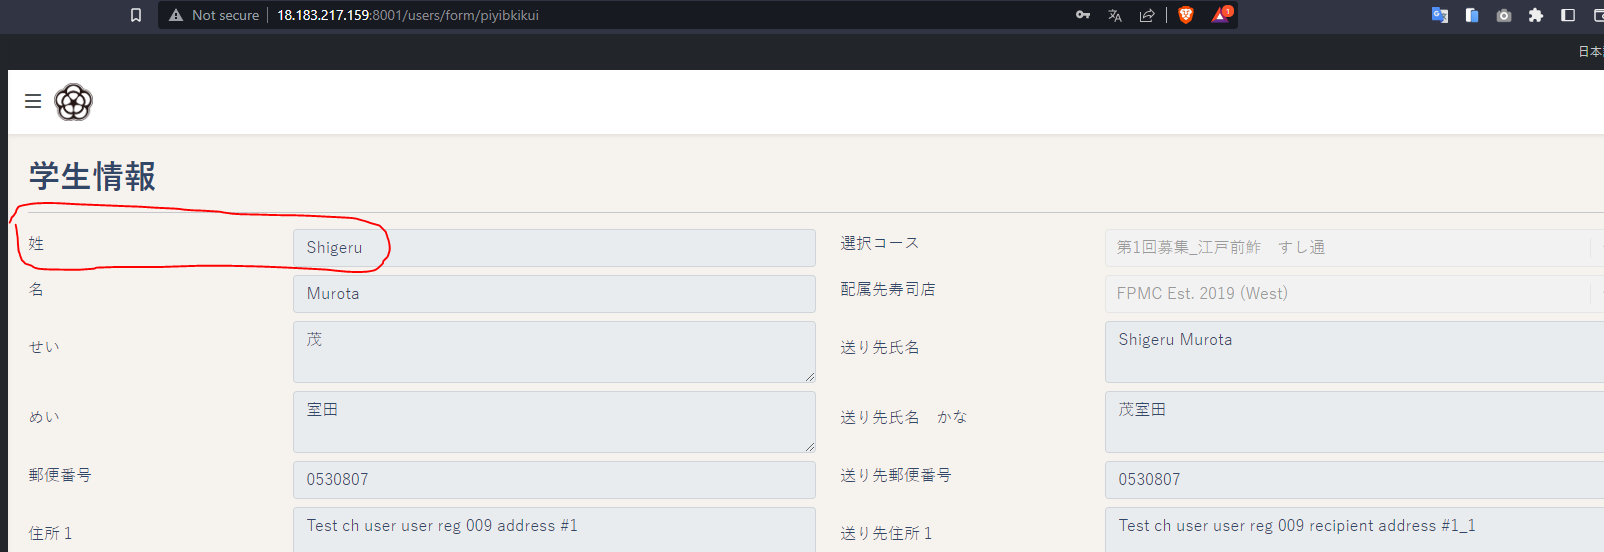 Not secure 18.183.217.159:8001/users/form/piyibkikui
日本
学生情報
姓 Shigeru 選択コース 第1回募集_江戸前鮓　すし通
名 Murota 配属先寿司店 FPMC Est. 2019 (West)
せい 茂 送り先氏名 Shigeru Murota
めい 室田 送り先氏名　かな 茂室田
郵便番号 0530807 送り先郵便番号 0530807
住所１ Test ch user user reg 009 address #1 送り先住所１ Test ch user user reg 009 recipient address #1_1